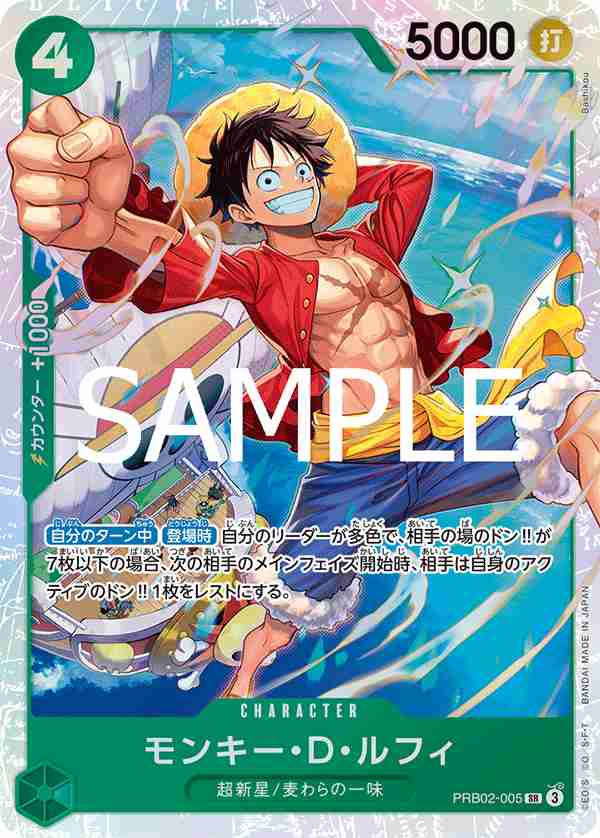 4
5000 打
Bashikou
カウンター +1000
SAMPLE
自分のターン中 登場時 自分のリーダーが多色で、相手の場のドン!!が
7枚以下の場合、次の相手のメインフェイズ開始時、相手は自身のアク
ティブのドン!!1枚をレストにする。
CHARACTER
モンキー・D・ルフィ
超新星/麦わらの一味
PRB02-005 SR 3
©E.O/S. ©O, S・F・T BANDAI MADE IN JAPAN